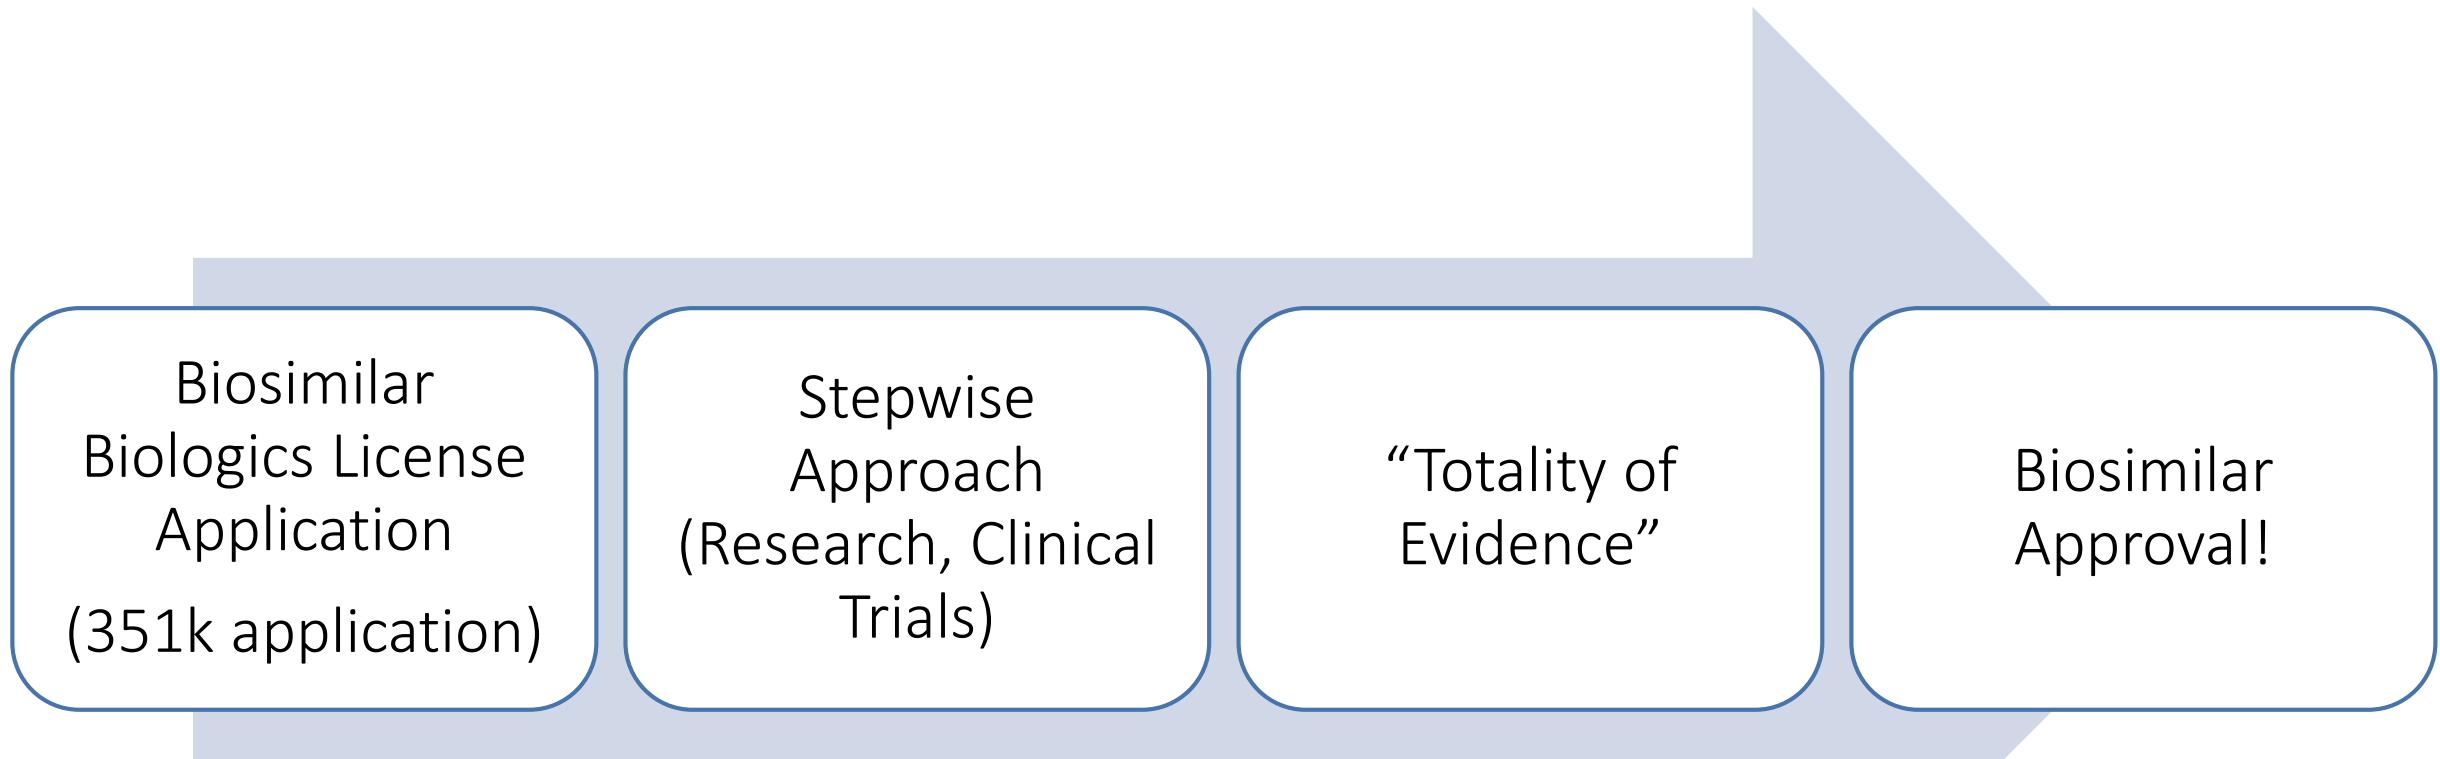 Biosimilar
Biologics License
Application
(351k application)
Stepwise
Approach
(Research, Clinical
Trials)
“Totality of
Evidence”
Biosimilar
Approval!